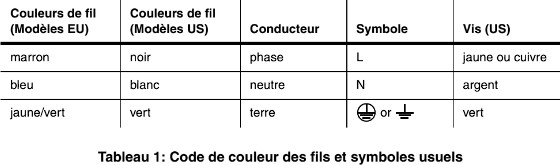 Couleurs de fil (Modèles EU) Couleurs de fil (Modèles US) Conducteur Symbole Vis (US)
marron noir phase L jaune ou cuivre
bleu blanc neutre N argent
jaune/vert vert terre or vert
Tableau 1: Code de couleur des fils et symboles usuels